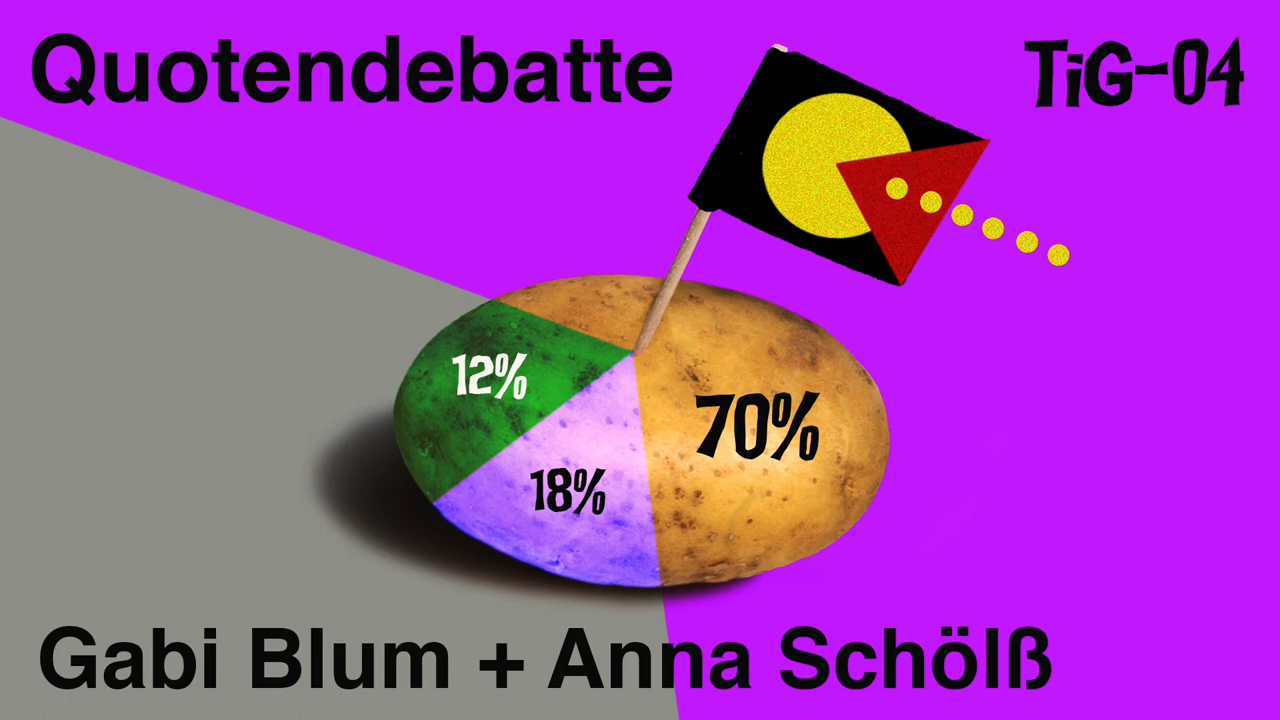 Quotendebatte
TiG-04
12%
70%
18%
Gabi Blum + Anna Schölß